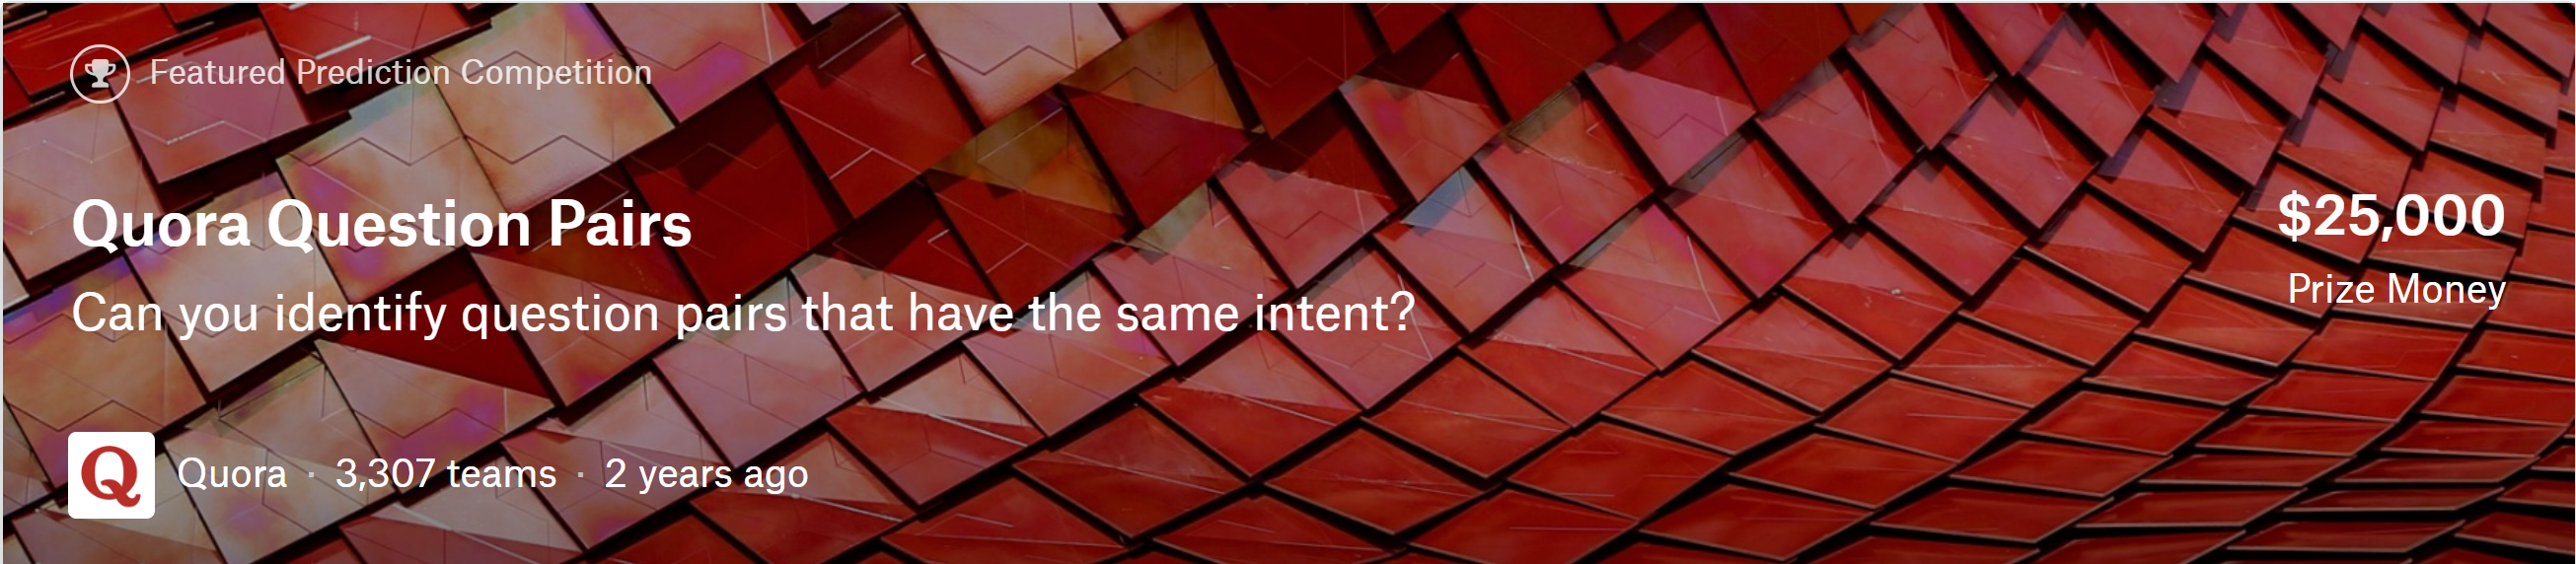 Featured Prediction Competition
Quora Question Pairs
Can you identify question pairs that have the same intent?
$25,000
Prize Money
Q
Quora · 3,307 teams · 2 years ago